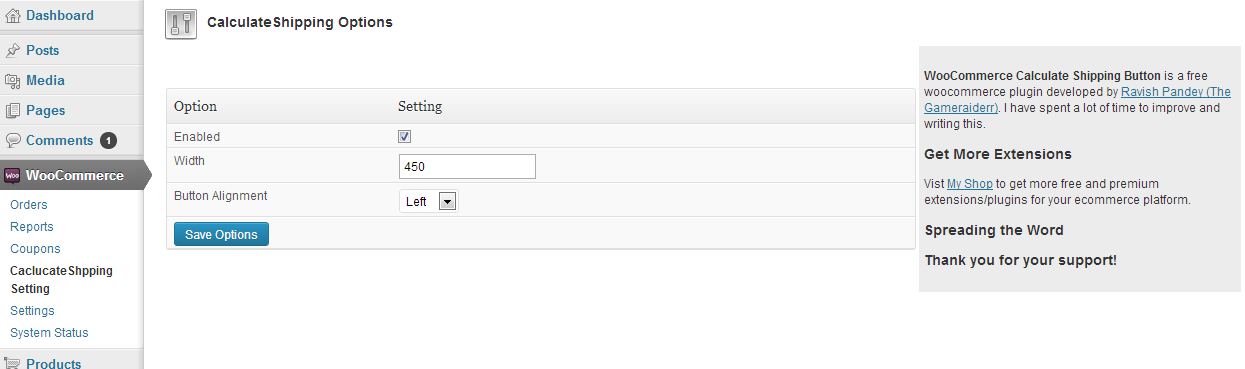 Dashboard
Posts
Media
Pages
Comments 1
Woo WooCommerce
Orders
Reports
Coupons
CaclucateShpping
Setting
Settings
System Status
Products
CalculateShipping Options
Option Setting
Enabled
Width 450
Button Alignment Left
Save Options
WooCommerce Calculate Shipping Button is a free
woocommerce plugin developed by Ravish Pandey (The
Gameraiderr). I have spent a lot of time to improve and
writing this.
Get More Extensions
Vist My Shop to get more free and premium
extensions/plugins for your ecommerce platform.
Spreading the Word
Thank you for your support!